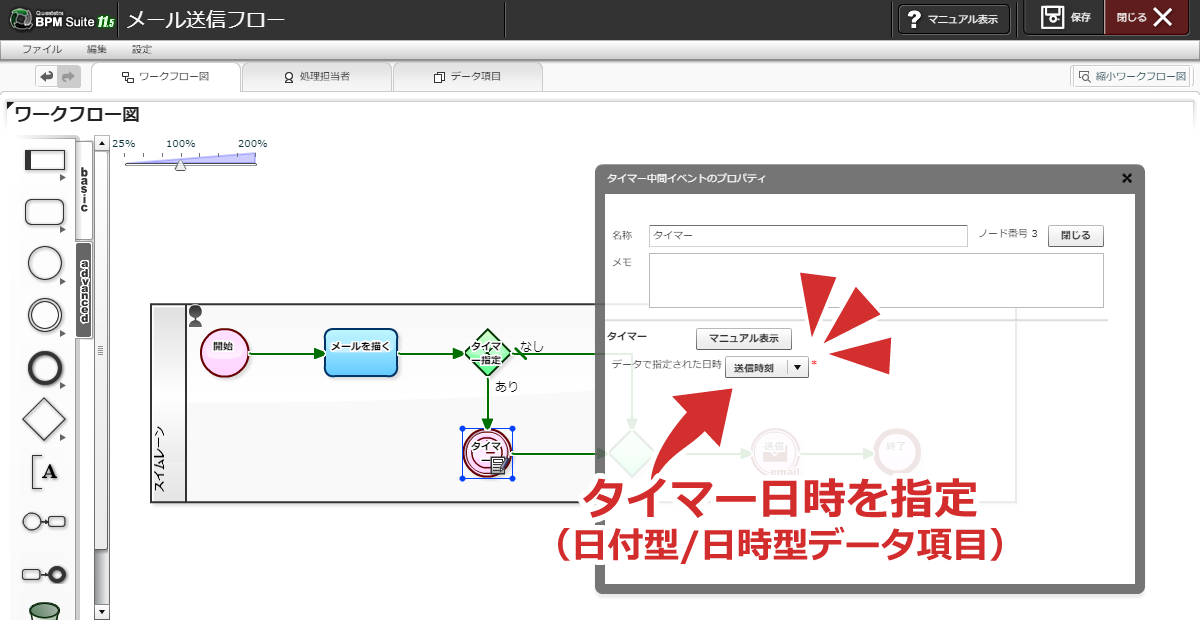 Questetra
BPM Suite 11.5
メール送信フロー
? マニュアル表示
保存
閉じる
ファイル 編集 設定
ワークフロー図
処理担当者
データ項目
縮小ワークフロー図
ワークフロー図
25% 100% 200%
basic
advanced
A
スイムレーン
開始
メールを描く
タイマ
ー指定
なし
あり
タイマ
ー
タイマー中間イベントのプロパティ
名称
タイマー
ノード番号 3
閉じる
メモ
タイマー
マニュアル表示
データで指定された日時
送信時刻
*
送信
e-email
終了
タイマー日時を指定
（日付型/日時型データ項目）